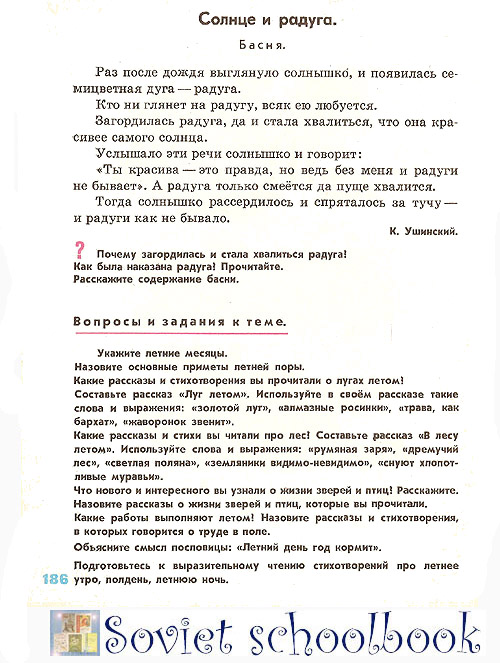 Солнце и радуга.
Басня.
Раз после дождя выглянуло солнышко, и появилась се-
мицветная дуга — радуга.
Кто ни глянет на радугу, всяк ею любуется.
Загордилась радуга, да и стала хвалиться, что она кра-
сивее самого солнца.
Услышало эти речи солнышко и говорит:
«Ты красива — это правда, но ведь без меня и радуги
не бывает». А радуга только смеётся да пуще хвалится.
Тогда солнышко рассердилось и спряталось за тучу —
и радуги как не бывало.
К. Ушинский.
? Почему загордилась и стала хвалиться радуга?
Как была наказана радуга? Прочитайте.
Расскажите содержание басни.
Вопросы и задания к теме.
Укажите летние месяцы.
Назовите основные приметы летней поры.
Какие рассказы и стихотворения вы прочитали о лугах летом?
Составьте рассказ «Луг летом». Используйте в своём рассказе такие
слова и выражения: «золотой луг», «алмазные росинки», «трава, как
бархат», «жаворонок звенит».
Какие рассказы и стихи вы читали про лес? Составьте рассказ «В лесу
летом». Используйте слова и выражения: «румяная заря», «дремучий
лес», «светлая поляна», «земляники видимо-невидимо», «снуют хлопот-
ливые муравьи».
Что нового и интересного вы узнали о жизни зверей и птиц? Расскажите.
Назовите рассказы о жизни зверей и птиц, которые вы прочитали.
Какие работы выполняют летом? Назовите рассказы и стихотворения,
в которых говорится о труде в поле.
Объясните смысл пословицы: «Летний день год кормит».
Подготовьтесь к выразительному чтению стихотворений про летнее
186 утро, полдень, летнюю ночь.
Soviet schoolbook